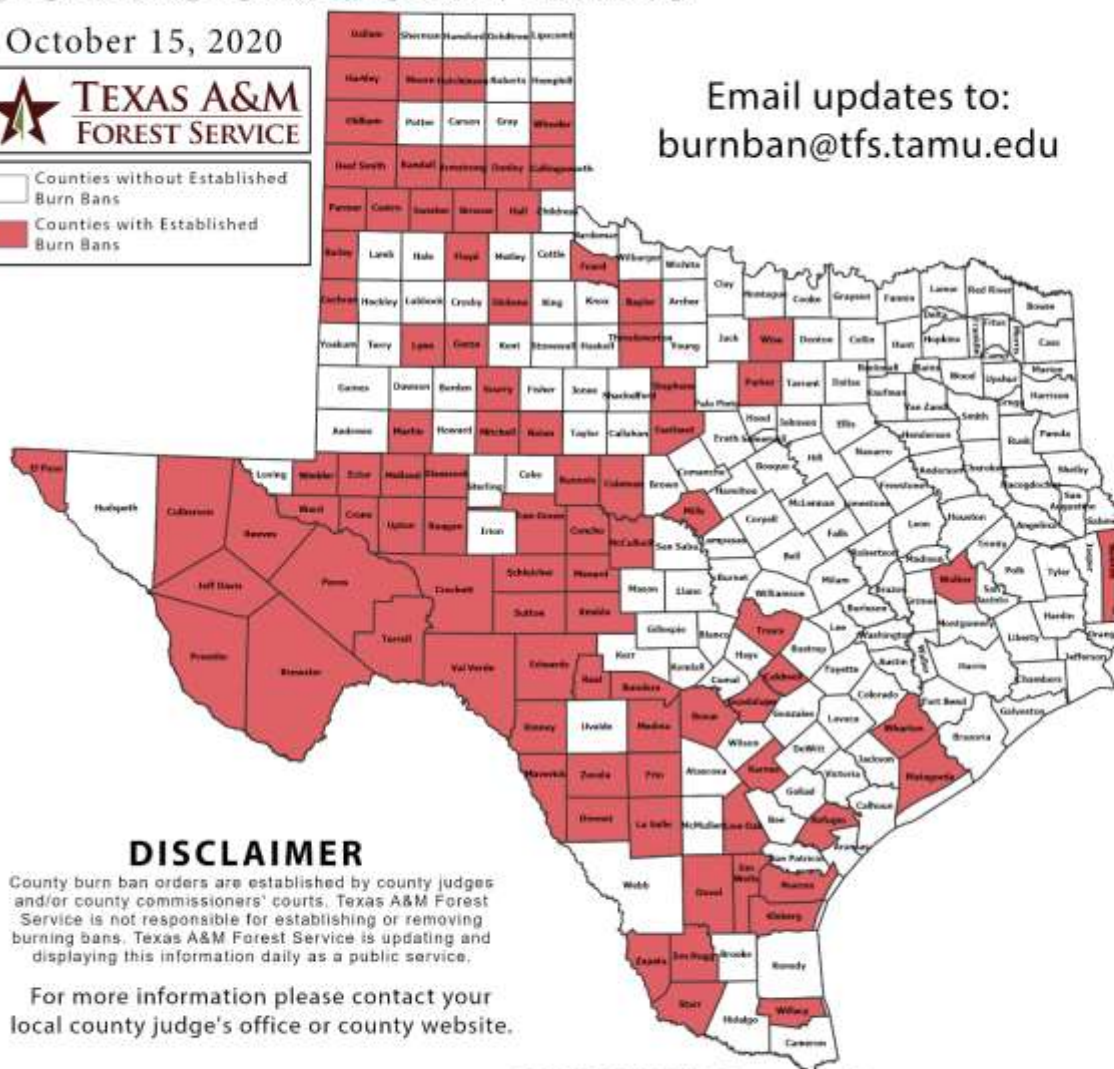 October 15, 2020
TEXAS A&M
FOREST SERVICE
Counties without Established
Burn Bans
Counties with Established
Burn Bans
Email updates to:
burnban@tfs.tamu.edu
Dallam Sherman Hansford Ochiltree Lipscomb
Hartley Moore Hutchinson Roberts Hemphill
Oldham Potter Carson Gray Wheeler
Deaf Smith Randall Armstrong Donley Collingsworth
Parmer Castro Swisher Briscoe Hall Childress
Hardeman
Bailey Lamb Hale Floyd Motley Cottle Foard Wilbarger Wichita
Clay Montague Cooke Grayson Fannin Lamar Red River Bowie
Cochran Hockley Lubbock Crosby Dickens King Knox Baylor Archer
Delta Titus Franklin Morris Cass
Yoakum Terry Lynn Garza Kent Stonewall Haskell Throckmorton Young Jack Wise Denton Collin Hunt Hopkins
Camp Marion
Gaines Dawson Borden Scurry Fisher Jones Shackelford Stephens Palo Pinto Parker Tarrant Dallas Rockwall Kaufman Rains Wood Upshur Gregg Harrison
Van Zandt Smith
Andrews Martin Howard Mitchell Nolan Taylor Callahan Eastland Erath Hood Somervell Johnson Ellis Henderson Rusk Panola
El Paso Hudspeth Culberson Loving Winkler Ector Midland Glasscock Sterling Coke Runnels Coleman Brown Comanche Bosque Hill Navarro Anderson Cherokee Shelby
Nacogdoches San Augustine Sabine
Hamilton McLennan Limestone Freestone
Reeves Ward Crane Upton Reagan Irion Tom Green Concho McCulloch San Saba Mills Lampasas Coryell Falls Leon Houston Angelina
Jeff Davis Pecos Crockett Schleicher Menard Mason Llano Burnet Bell Milam Robertson Madison Trinity Polk Tyler Jasper
Walker San Jacinto
Presidio Brewster Terrell Sutton Kimble Gillespie Blanco Williamson Burleson Brazos Grimes Montgomery Liberty Hardin Orange
Travis Lee Washington
Val Verde Edwards Real Kerr Kendall Hays Bastrop Fayette Austin Waller Harris Chambers Jefferson
Bandera Comal Caldwell
Kinney Uvalde Medina Bexar Guadalupe Gonzales Lavaca Colorado Fort Bend Galveston
Wilson Wharton Brazoria
Maverick Zavala Frio Atascosa Karnes DeWitt Jackson Matagorda
Victoria Goliad Calhoun
Dimmit La Salle McMullen Live Oak Bee Refugio Aransas
San Patricio
Webb Duval Jim Wells Nueces
Kleberg
Zapata Jim Hogg Brooks Kenedy
Starr Hidalgo Willacy
Cameron
DISCLAIMER
County burn ban orders are established by county judges
and/or county commissioners' courts. Texas A&M Forest
Service is not responsible for establishing or removing
burning bans. Texas A&M Forest Service is updating and
displaying this information daily as a public service.
For more information please contact your
local county judge's office or county website.